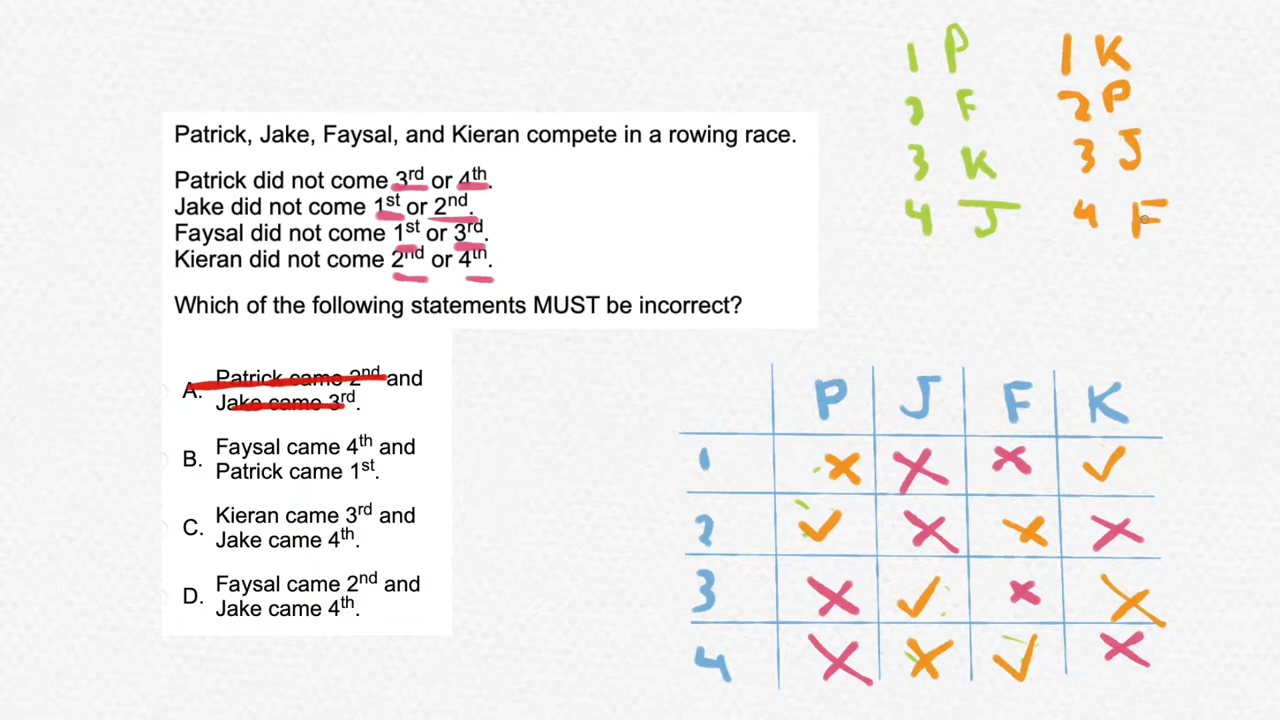 1 P 1 K
2 F 2 P
3 K 3 J
4 J 4 F
Patrick, Jake, Faysal, and Kieran compete in a rowing race.
Patrick did not come 3rd or 4th.
Jake did not come 1st or 2nd.
Faysal did not come 1st or 3rd.
Kieran did not come 2nd or 4th.
Which of the following statements MUST be incorrect?
A. Patrick came 2nd and
Jake came 3rd.
B. Faysal came 4th and
Patrick came 1st.
C. Kieran came 3rd and
Jake came 4th.
D. Faysal came 2nd and
Jake came 4th.
P J F K
1
2
3
4